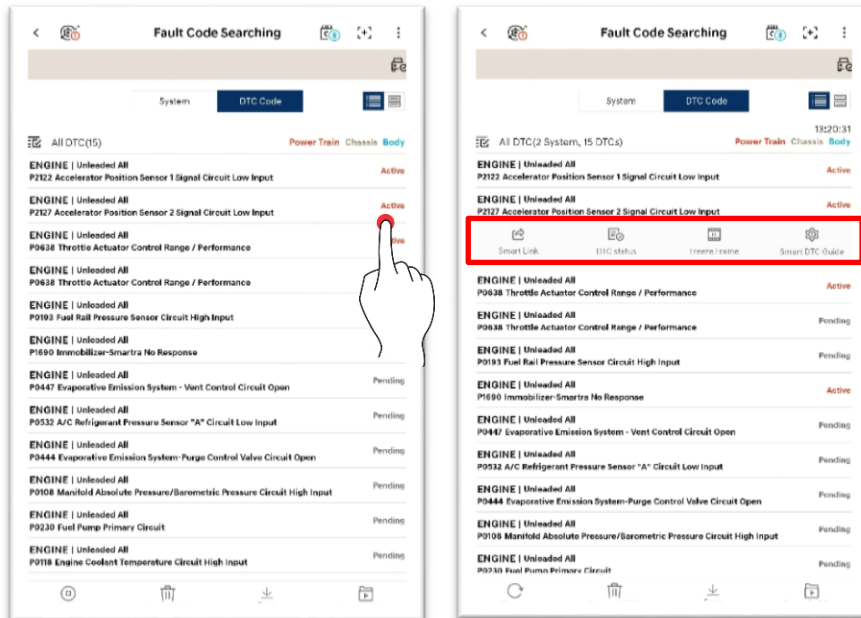 Fault Code Searching
System
DTC Code
All DTC(15)
Power Train Chassis Body
ENGINE | Unleaded All
P2122 Accelerator Position Sensor 1 Signal Circuit Low Input
Active
ENGINE | Unleaded All
P2127 Accelerator Position Sensor 2 Signal Circuit Low Input
Active
ENGINE | Unleaded All
P0638 Throttle Actuator Control Range / Performance
ENGINE | Unleaded All
P0638 Throttle Actuator Control Range / Performance
ENGINE | Unleaded All
P0193 Fuel Rail Pressure Sensor Circuit High Input
ENGINE | Unleaded All
P1690 Immobilizer-Smartra No Response
ENGINE | Unleaded All
P0447 Evaporative Emission System - Vent Control Circuit Open
Pending
ENGINE | Unleaded All
P0532 A/C Refrigerant Pressure Sensor "A" Circuit Low Input
Pending
ENGINE | Unleaded All
P0444 Evaporative Emission System-Purge Control Valve Circuit Open
Pending
ENGINE | Unleaded All
P0108 Manifold Absolute Pressure/Barometric Pressure Circuit High Input
Pending
ENGINE | Unleaded All
P0230 Fuel Pump Primary Circuit
Pending
ENGINE | Unleaded All
P0118 Engine Coolant Temperature Circuit High Input
Pending
Fault Code Searching
System
DTC Code
13:20:31
All DTC(2 System, 15 DTCs)
Power Train Chassis Body
ENGINE | Unleaded All
P2122 Accelerator Position Sensor 1 Signal Circuit Low Input
Active
ENGINE | Unleaded All
P2127 Accelerator Position Sensor 2 Signal Circuit Low Input
Active
Smart Link
DTC status
Freeze Frame
Smart DTC Guide
ENGINE | Unleaded All
P0638 Throttle Actuator Control Range / Performance
Active
ENGINE | Unleaded All
P0638 Throttle Actuator Control Range / Performance
Pending
ENGINE | Unleaded All
P0193 Fuel Rail Pressure Sensor Circuit High Input
Pending
ENGINE | Unleaded All
P1690 Immobilizer-Smartra No Response
Active
ENGINE | Unleaded All
P0447 Evaporative Emission System - Vent Control Circuit Open
Pending
ENGINE | Unleaded All
P0532 A/C Refrigerant Pressure Sensor "A" Circuit Low Input
Pending
ENGINE | Unleaded All
P0444 Evaporative Emission System-Purge Control Valve Circuit Open
Pending
ENGINE | Unleaded All
P0108 Manifold Absolute Pressure/Barometric Pressure Circuit High Input
Pending
ENGINE | Unleaded All
P0230 Fuel Pump Primary Circuit
Pending